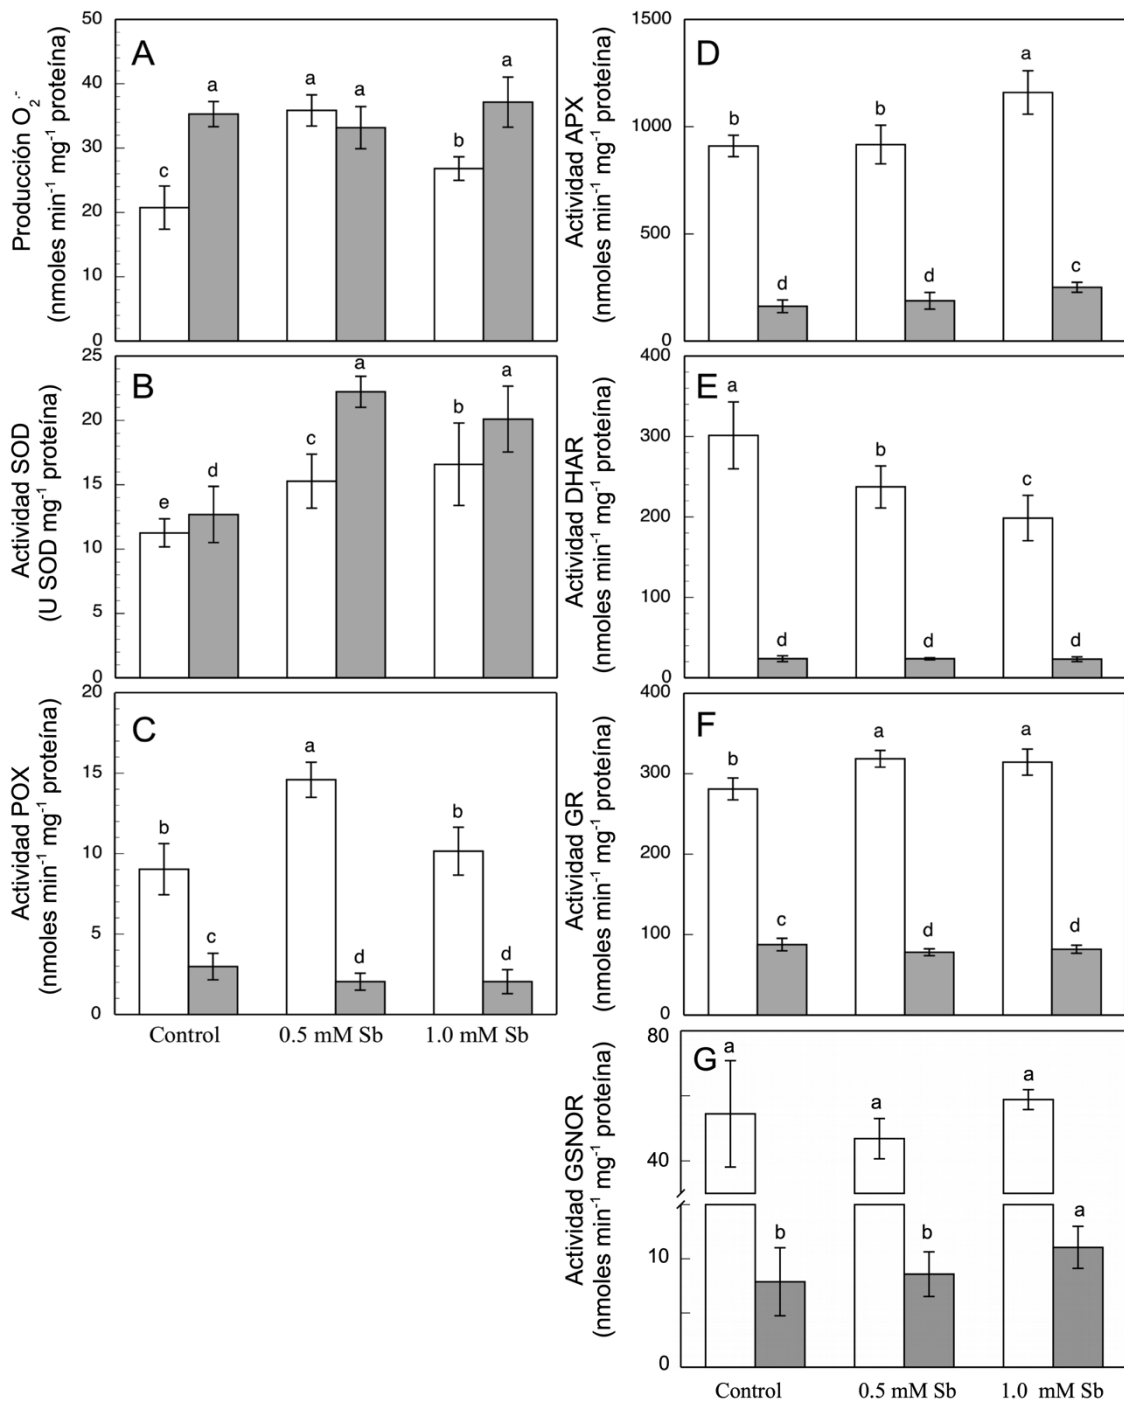 A
Producción O₂·⁻
(nmoles min⁻¹ mg⁻¹ proteína)
50
40
30
20
10
0
c
a
a
a
b
a
D
Actividad APX
(nmoles min⁻¹ mg⁻¹ proteína)
1500
1000
500
0
b
d
b
d
a
c
B
Actividad SOD
(U SOD mg⁻¹ proteína)
25
20
15
10
5
0
e
d
c
a
b
a
E
Actividad DHAR
(nmoles min⁻¹ mg⁻¹ proteína)
400
300
200
100
0
a
d
b
d
c
d
C
Actividad POX
(nmoles min⁻¹ mg⁻¹ proteína)
20
15
10
5
0
b
c
a
d
b
d
Control
0.5 mM Sb
1.0 mM Sb
F
Actividad GR
(nmoles min⁻¹ mg⁻¹ proteína)
400
300
200
100
0
b
c
a
d
a
d
G
Actividad GSNOR
(nmoles min⁻¹ mg⁻¹ proteína)
80
40
10
0
a
b
a
b
a
a
Control
0.5 mM Sb
1.0 mM Sb